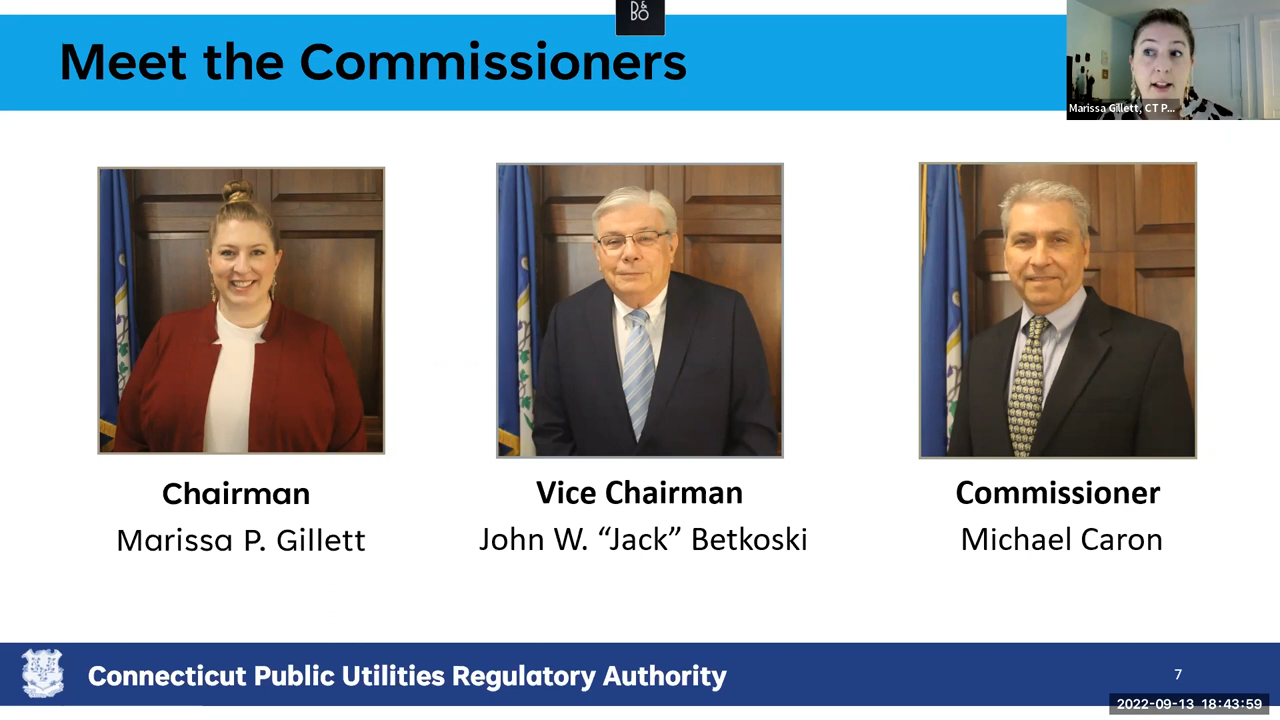 D&
BO
Meet the Commissioners
Marissa Gillett, CT P...
Chairman
Marissa P. Gillett
Vice Chairman
John W. “Jack” Betkoski
Commissioner
Michael Caron
Connecticut Public Utilities Regulatory Authority
7
2022-09-13 18:43:59